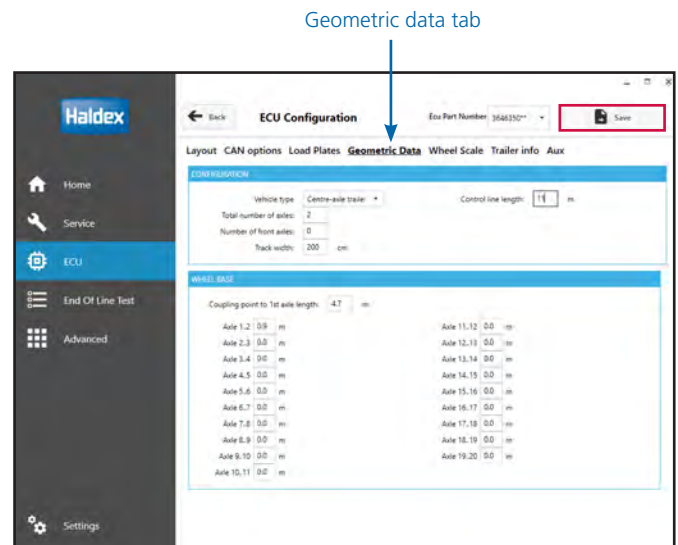 Geometric data tab
Haldex
Back
ECU Configuration
Ecu Part Number 3646350**
Save
Layout CAN options Load Plates Geometric Data Wheel Scale Trailer info Aux
Home
Service
ECU
End Of Line Test
Advanced
Settings
CONFIGURATION
Vehicle type Centre-axle trailer
Control line length: 11 m
Total number of axles: 2
Number of front axles: 0
Track width: 200 cm
WHEEL BASE
Coupling point to 1st axle length: 4.7 m
Axle 1..2 0.9 m
Axle 2..3 0.0 m
Axle 3..4 0.0 m
Axle 4..5 0.0 m
Axle 5..6 0.0 m
Axle 6..7 0.0 m
Axle 7..8 0.0 m
Axle 8..9 0.0 m
Axle 9..10 0.0 m
Axle 10..11 0.0 m
Axle 11..12 0.0 m
Axle 12..13 0.0 m
Axle 13..14 0.0 m
Axle 14..15 0.0 m
Axle 15..16 0.0 m
Axle 16..17 0.0 m
Axle 17..18 0.0 m
Axle 18..19 0.0 m
Axle 19..20 0.0 m